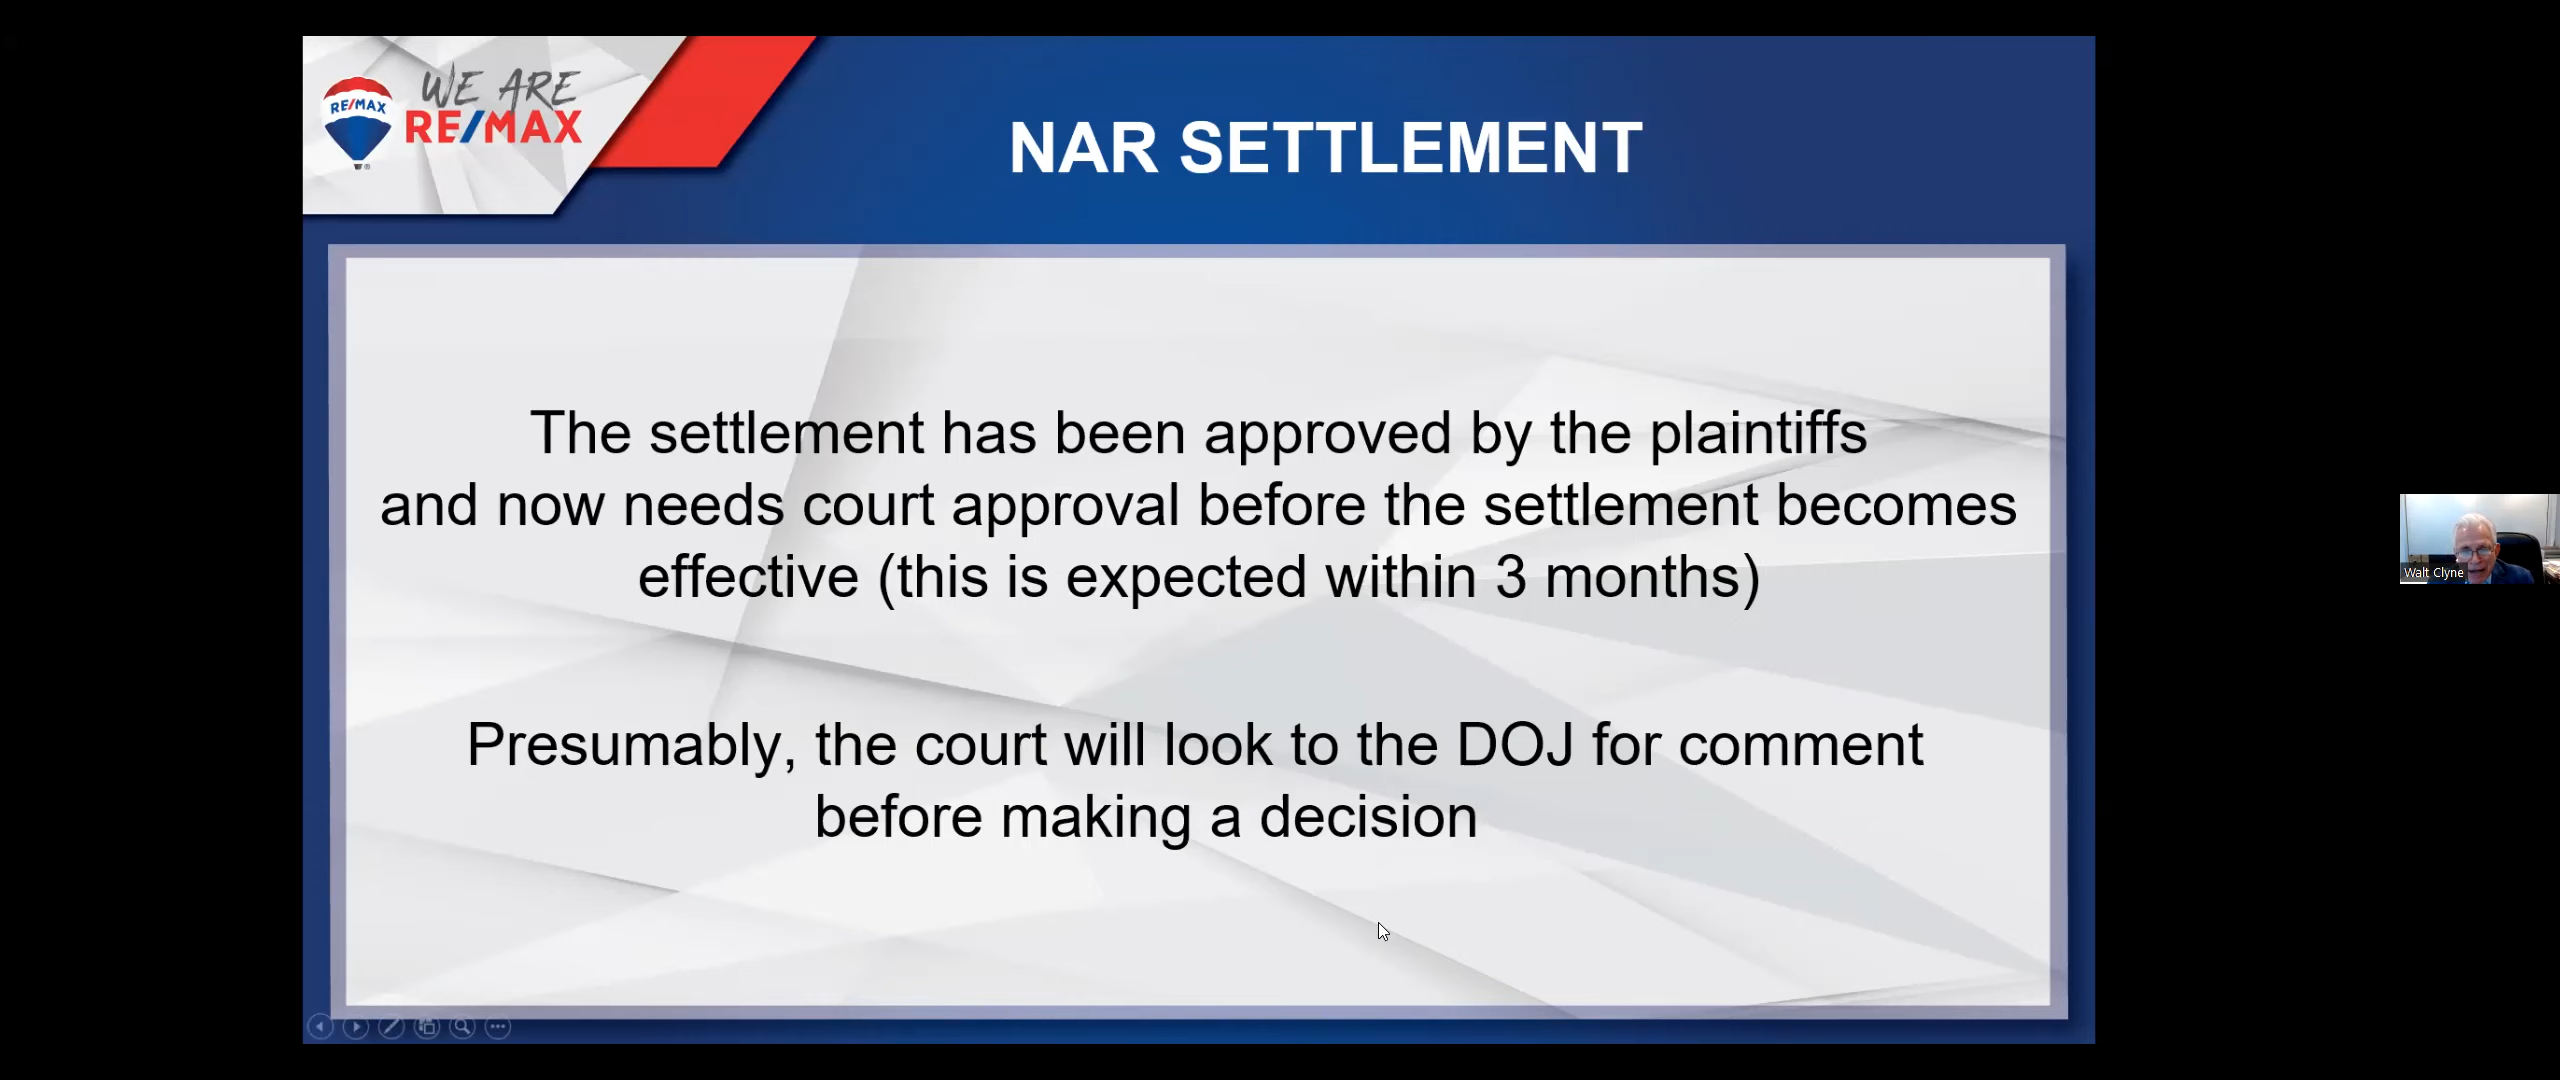 WE ARE
RE/MAX
RE/MAX
®
NAR SETTLEMENT
The settlement has been approved by the plaintiffs
and now needs court approval before the settlement becomes
effective (this is expected within 3 months)
Presumably, the court will look to the DOJ for comment
before making a decision
Walt Clyne